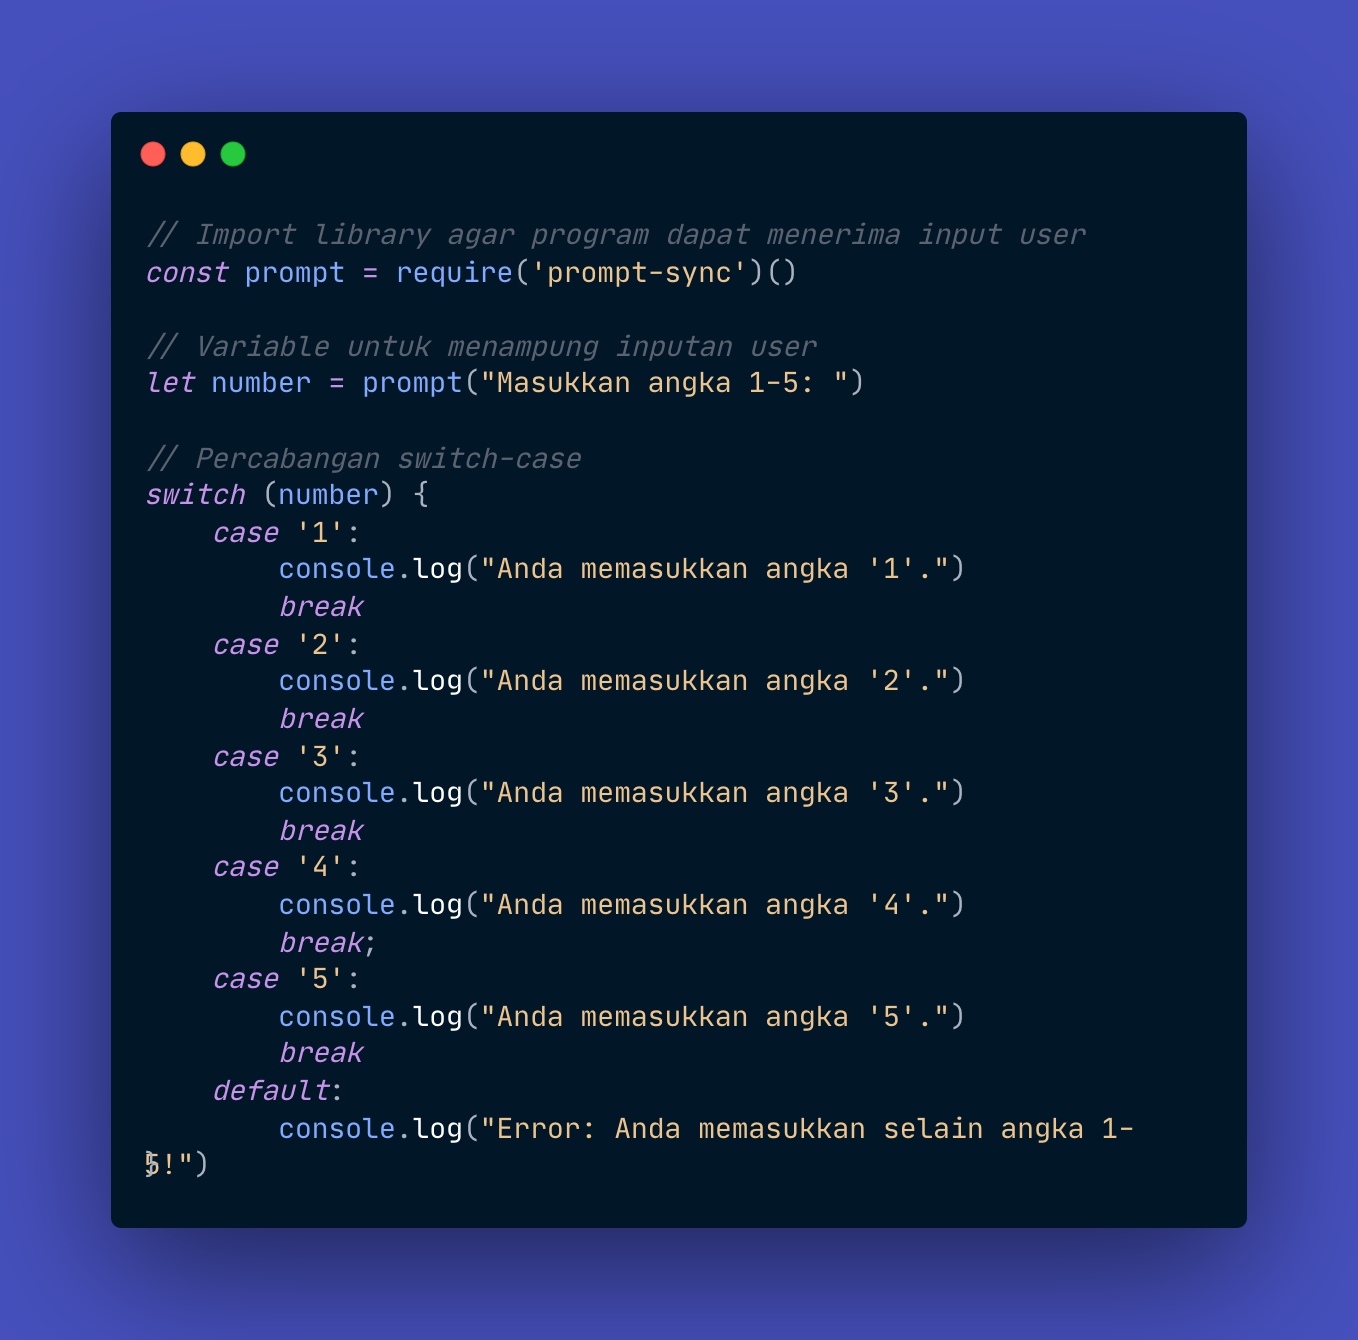 // Import library agar program dapat menerima input user
const prompt = require('prompt-sync')()
// Variable untuk menampung inputan user
let number = prompt("Masukkan angka 1-5: ")
// Percabangan switch-case
switch (number) {
    case '1':
        console.log("Anda memasukkan angka '1'.")
        break
    case '2':
        console.log("Anda memasukkan angka '2'.")
        break
    case '3':
        console.log("Anda memasukkan angka '3'.")
        break
    case '4':
        console.log("Anda memasukkan angka '4'.")
        break;
    case '5':
        console.log("Anda memasukkan angka '5'.")
        break
    default:
        console.log("Error: Anda memasukkan selain angka 1-
5!")
}